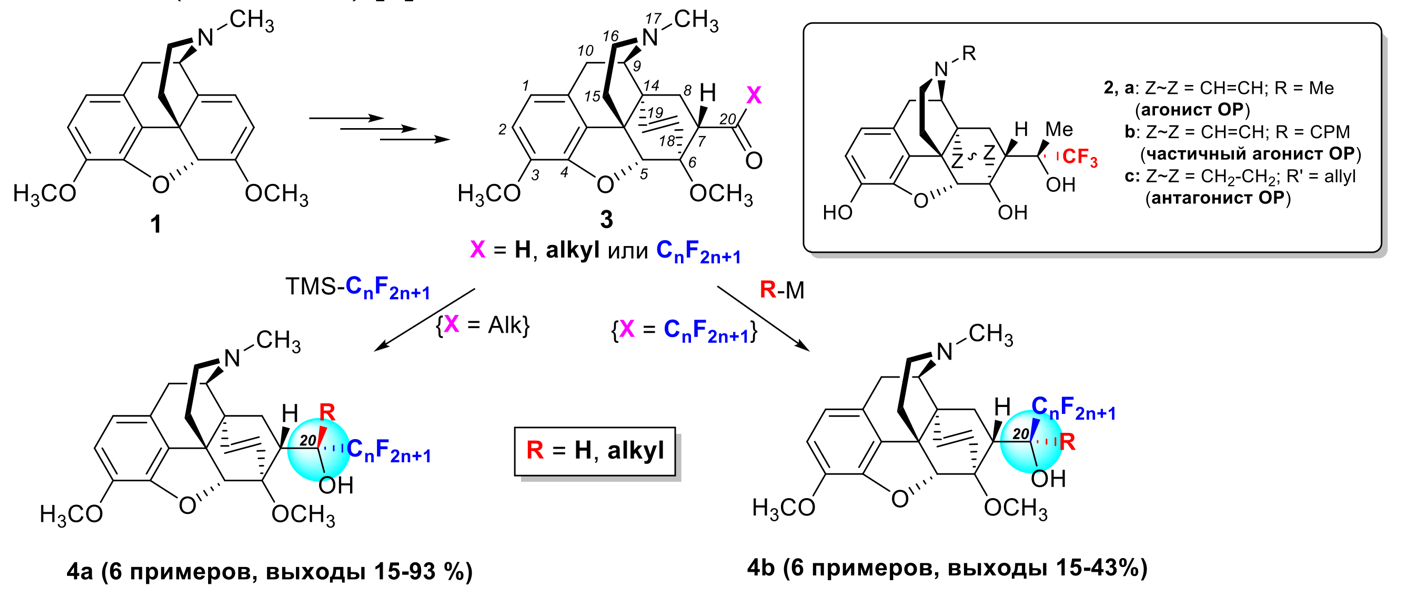 N
CH3
H3CO
O
OCH3
1
17
N
CH3
16
10
9
1
15
14
8
H
X
19
20
2
18
7
O
3
4
O
5
6
H3CO
OCH3
3
X = H, alkyl или CnF2n+1
N
R
Z
Z
H
Me
CF3
OH
HO
O
OH
2, a: Z~Z = CH=CH; R = Me
(агонист ОР)
b: Z~Z = CH=CH; R = CPM
(частичный агонист ОР)
c: Z~Z = CH2-CH2; R' = allyl
(антагонист ОР)
TMS-CnF2n+1
{X = Alk}
R-M
{X = CnF2n+1}
N
CH3
H
R
20
CnF2n+1
OH
O
H3CO
OCH3
R = H, alkyl
N
CH3
H
CnF2n+1
20
R
OH
O
H3CO
OCH3
4a (6 примеров, выходы 15-93 %)
4b (6 примеров, выходы 15-43%)